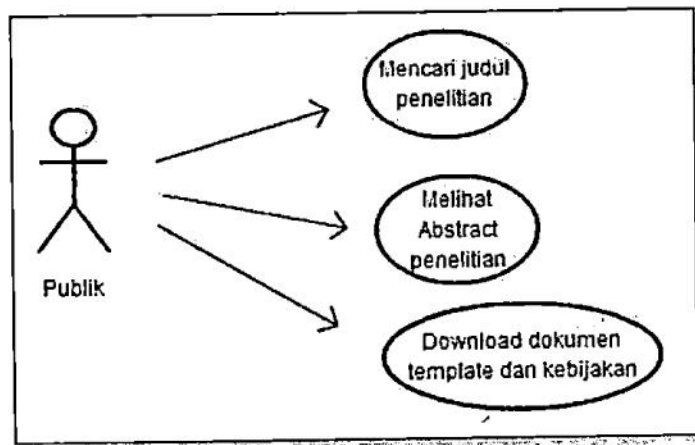 Mencari judul
penelitian
Melihat
Abstract
penelitian
Publik
Download dokumen
template dan kebijakan